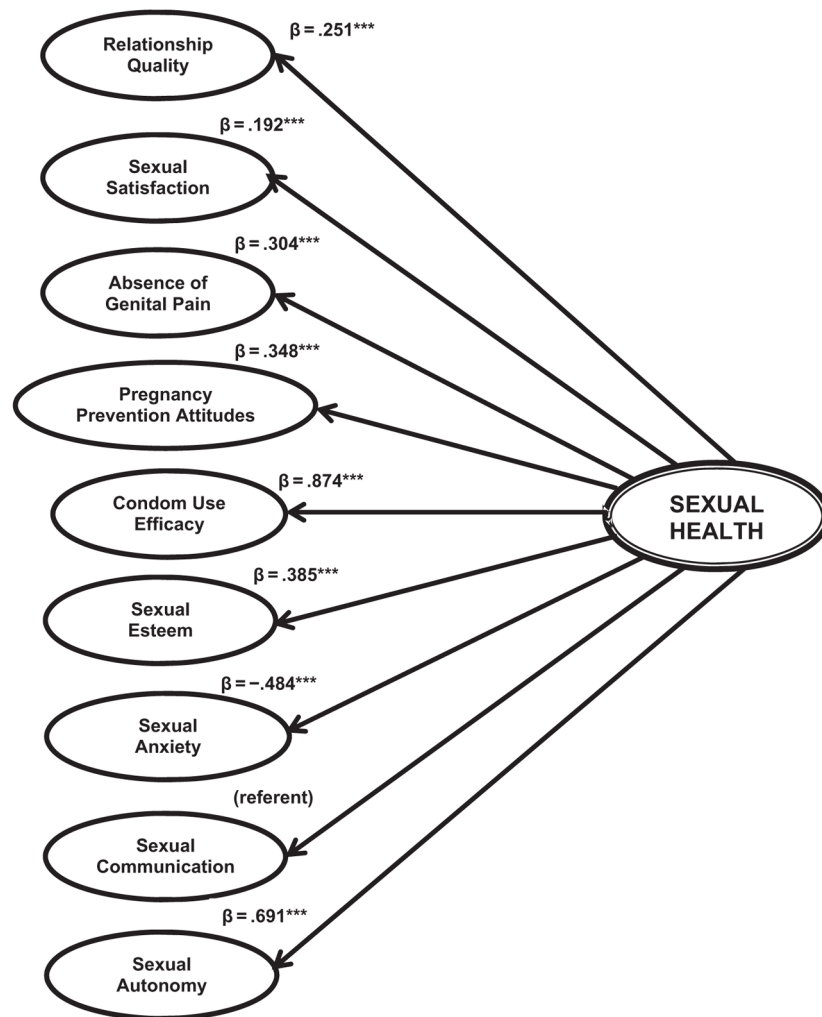 β = .251***
Relationship
Quality
β = .192***
Sexual
Satisfaction
β = .304***
Absence of
Genital Pain
β = .348***
Pregnancy
Prevention Attitudes
β = .874***
Condom Use
Efficacy
SEXUAL
HEALTH
β = .385***
Sexual
Esteem
β = −.484***
Sexual
Anxiety
(referent)
Sexual
Communication
β = .691***
Sexual
Autonomy